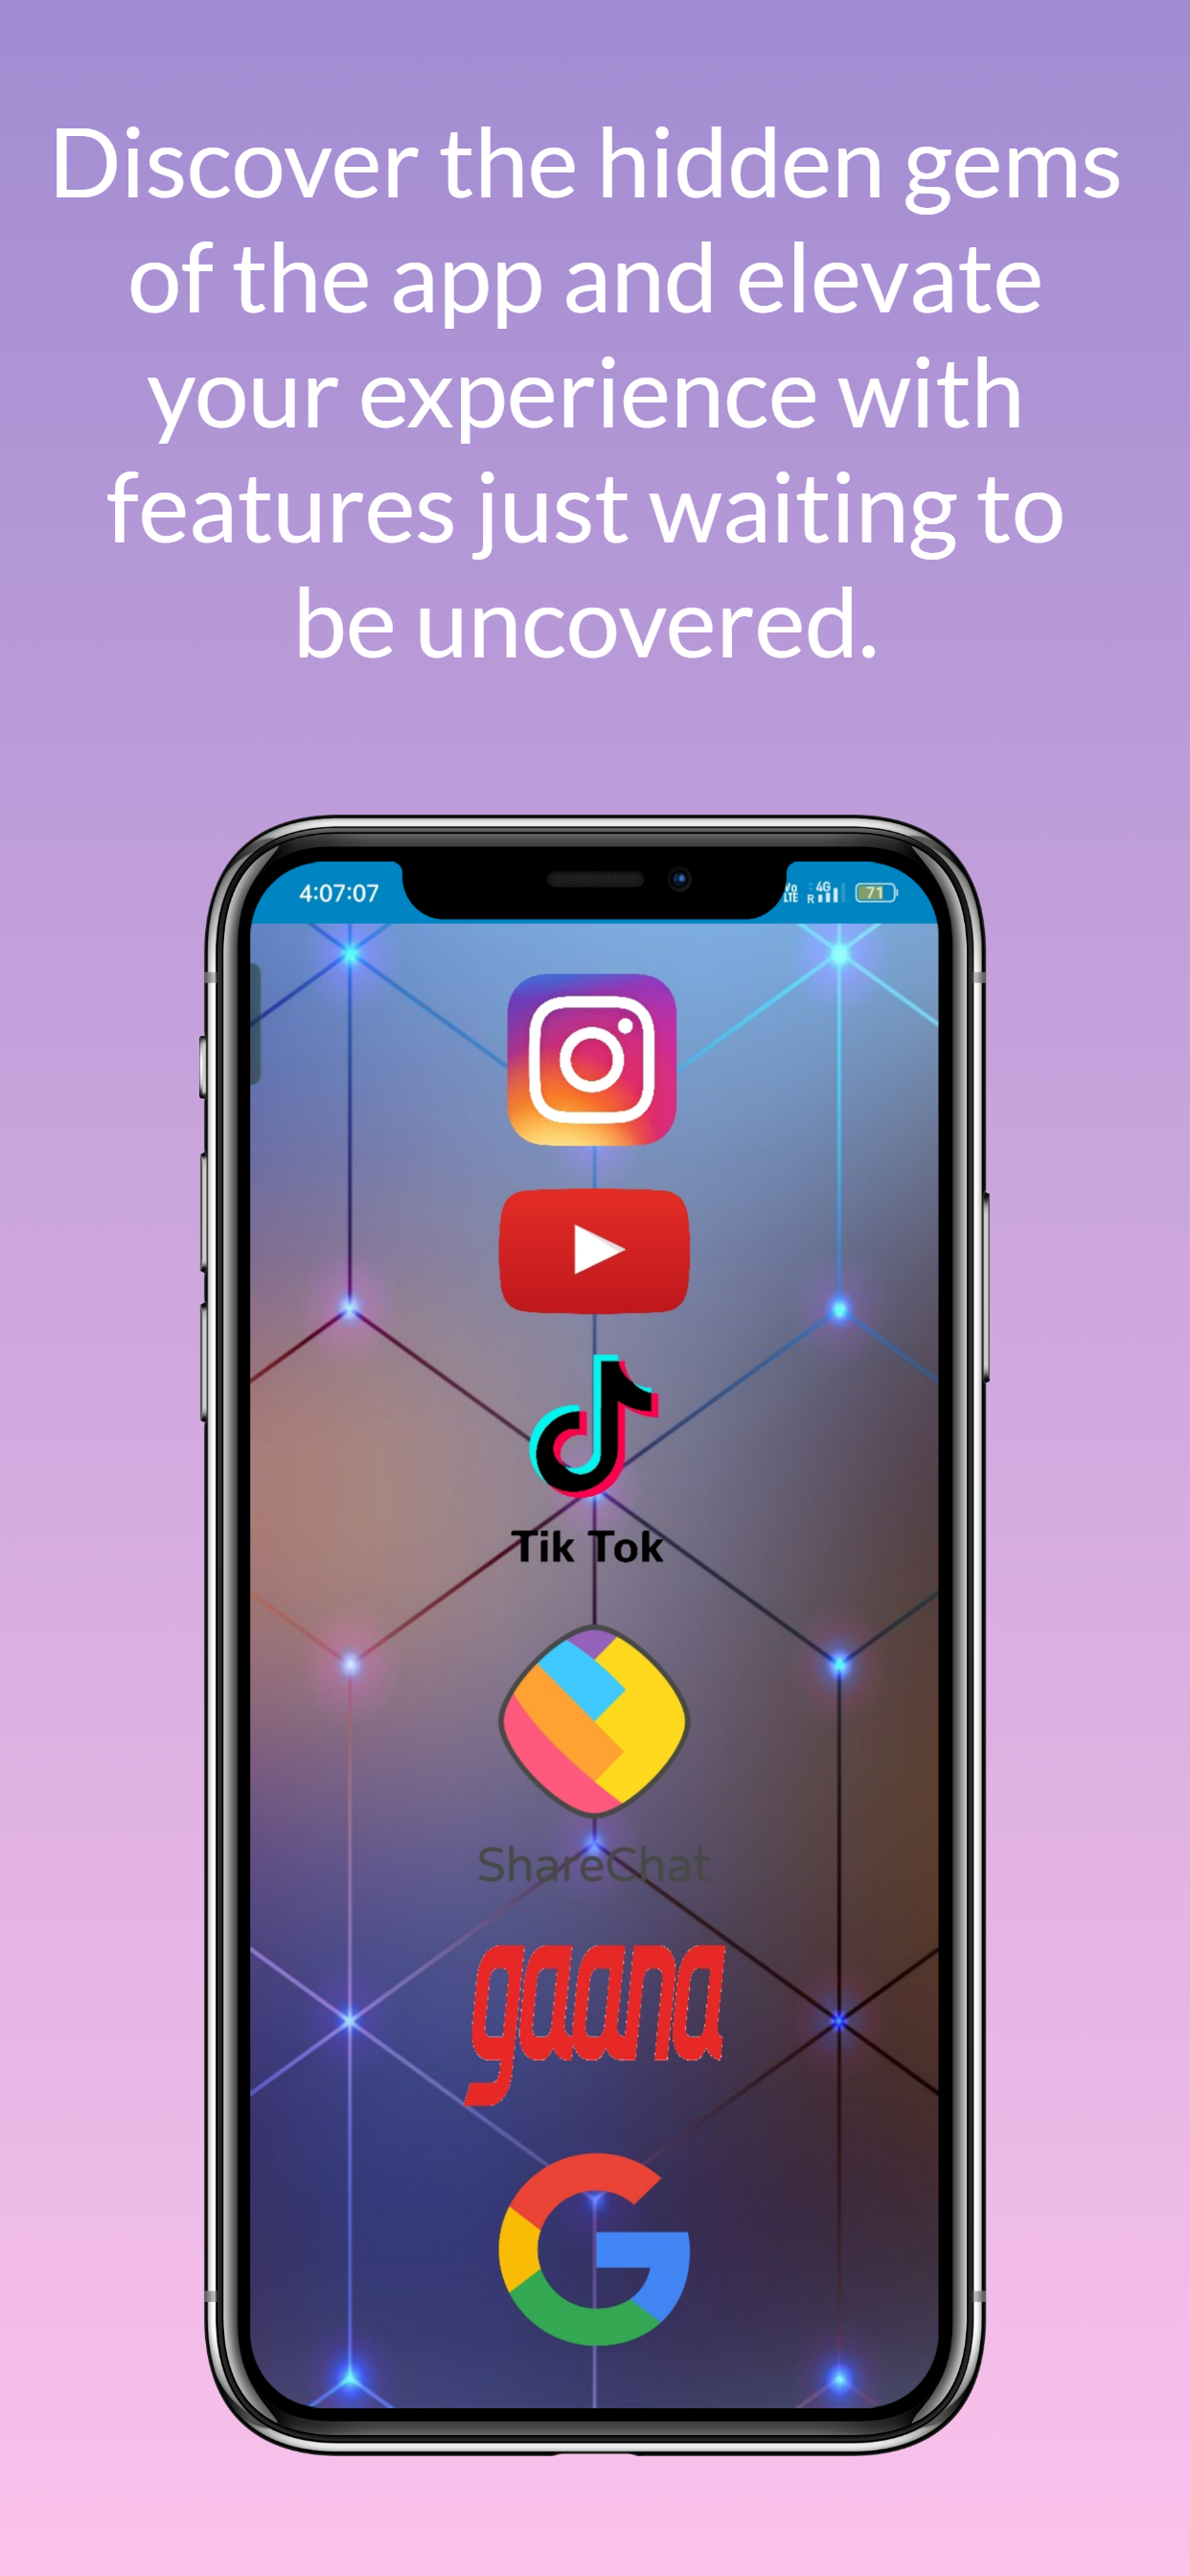 Discover the hidden gems
of the app and elevate
your experience with
features just waiting to
be uncovered.
4:07:07
Vo
LTE
4G
R
71
Tik Tok
ShareChat
gaana
G